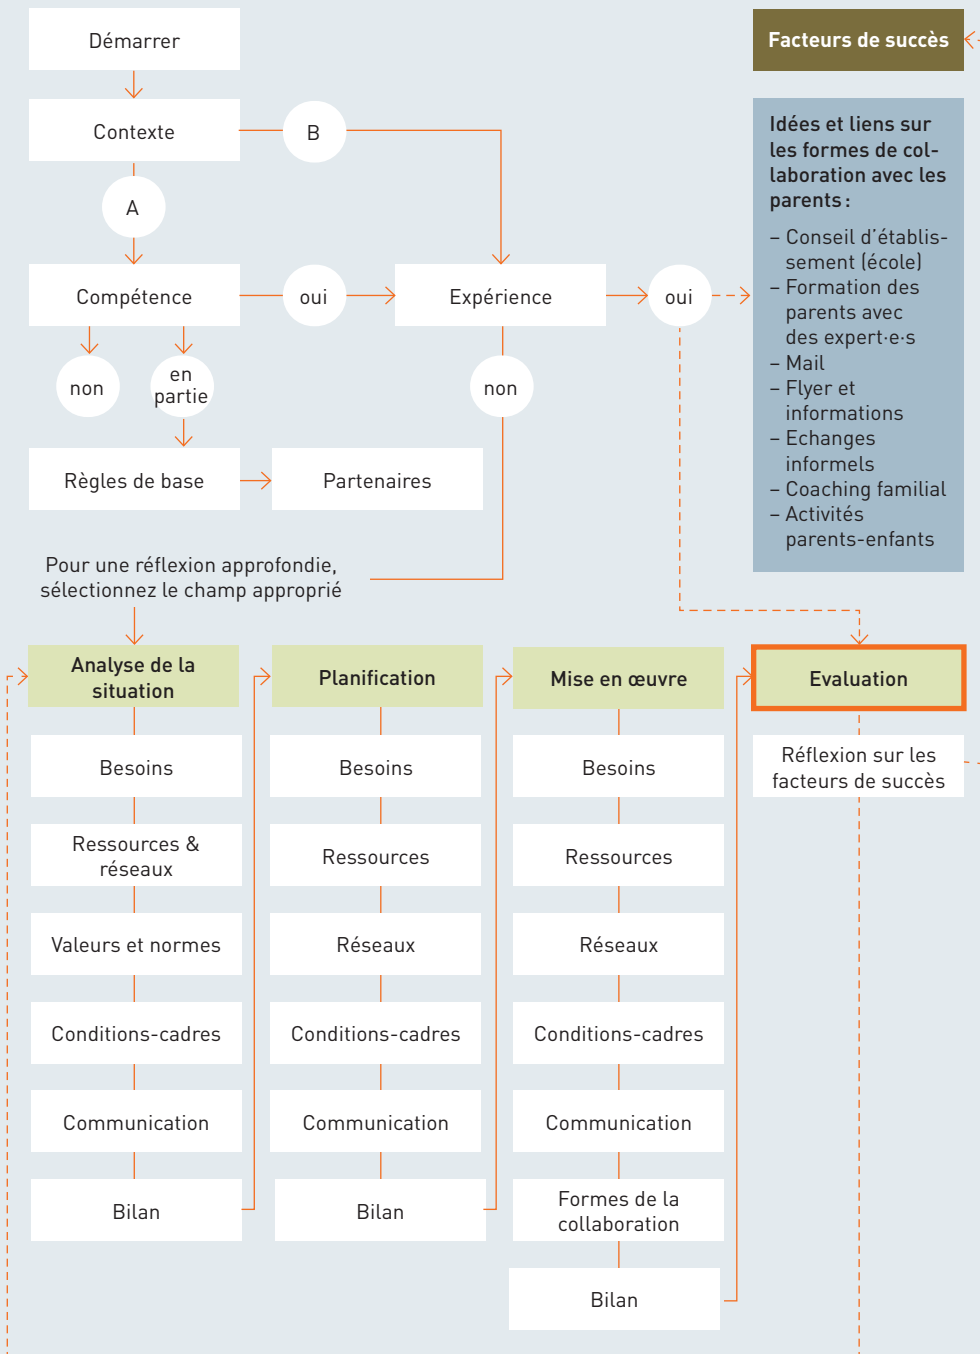 Démarrer
Facteurs de succès
Contexte
B
A
Idées et liens sur
les formes de col-
laboration avec les
parents :
– Conseil d’établis-
sement (école)
– Formation des
parents avec
des expert·e·s
– Mail
– Flyer et
informations
– Echanges
informels
– Coaching familial
– Activités
parents-enfants
Compétence
oui
Expérience
oui
non
en
partie
non
Règles de base
Partenaires
Pour une réflexion approfondie,
sélectionnez le champ approprié
Analyse de la
situation
Besoins
Ressources &
réseaux
Valeurs et normes
Conditions-cadres
Communication
Bilan
Planification
Besoins
Ressources
Réseaux
Conditions-cadres
Communication
Bilan
Mise en œuvre
Besoins
Ressources
Réseaux
Conditions-cadres
Communication
Formes de la
collaboration
Bilan
Evaluation
Réflexion sur les
facteurs de succès